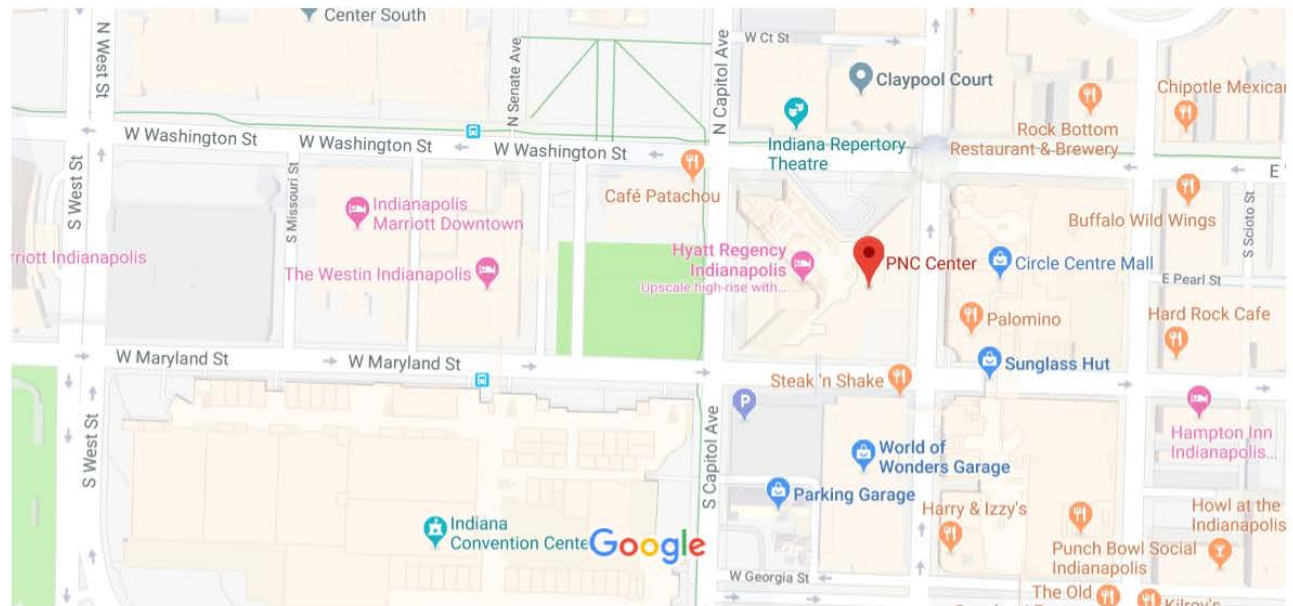 Center South
N West St
N Senate Ave
N Capitol Ave
W Ct St
Claypool Court
Chipotle Mexican
Rock Bottom
Restaurant & Brewery
Indiana Repertory
Theatre
W Washington St
W Washington St
W Washington St
E
Café Patachou
S West St
S Missouri St
Indianapolis
Marriott Downtown
Buffalo Wild Wings
S Scioto St
rriott Indianapolis
The Westin Indianapolis
Hyatt Regency
Indianapolis
Upscale high-rise with...
PNC Center
Circle Centre Mall
E Pearl St
Palomino
Hard Rock Cafe
W Maryland St
W Maryland St
Sunglass Hut
Steak 'n Shake
P
S West St
S Capitol Ave
Hampton Inn
Indianapolis...
World of
Wonders Garage
Parking Garage
Harry & Izzy's
Howl at the
Indianapolis
Indiana
Convention Cente
Google
Punch Bowl Social
Indianapolis
W Georgia St
The Old
Kilroy's